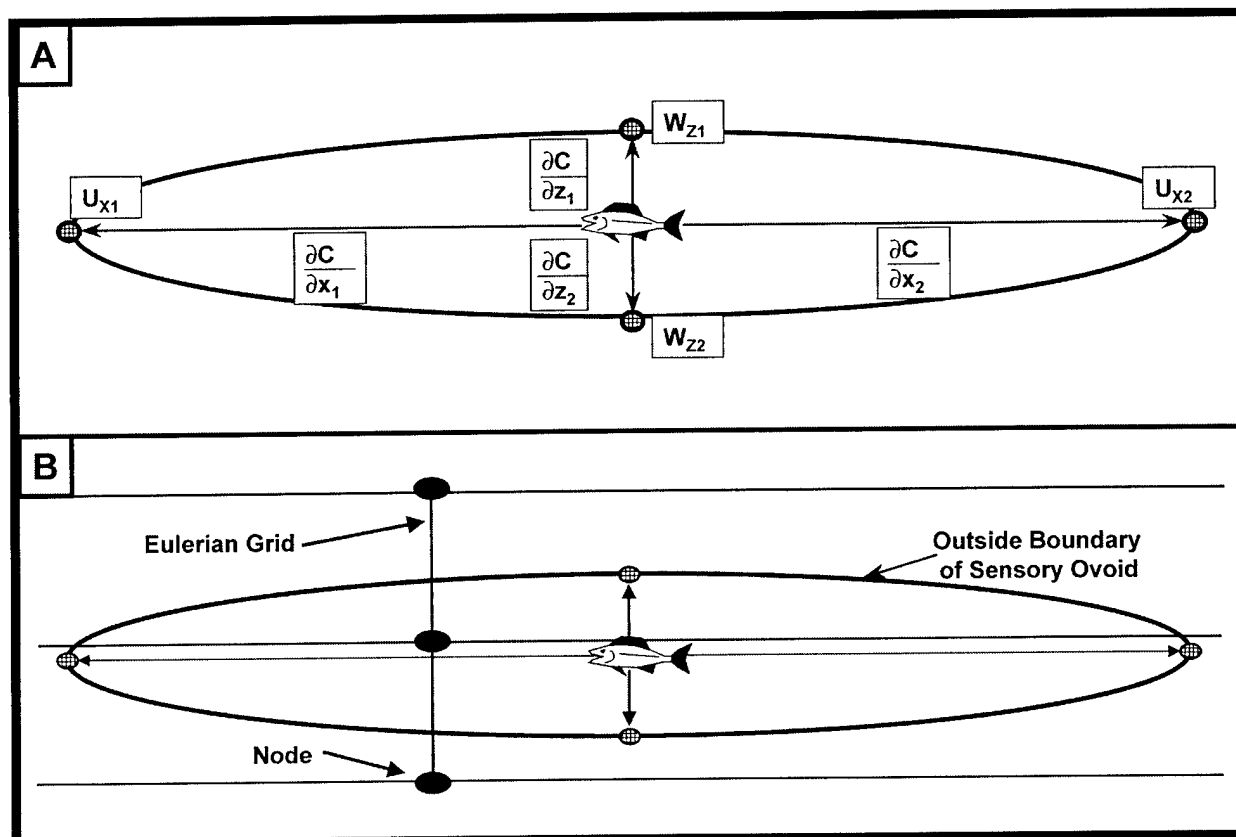 A
W_Z1
∂C
∂z₁
U_X1
U_X2
∂C
∂x₁
∂C
∂z₂
∂C
∂x₂
W_Z2
B
Eulerian Grid
Outside Boundary
of Sensory Ovoid
Node